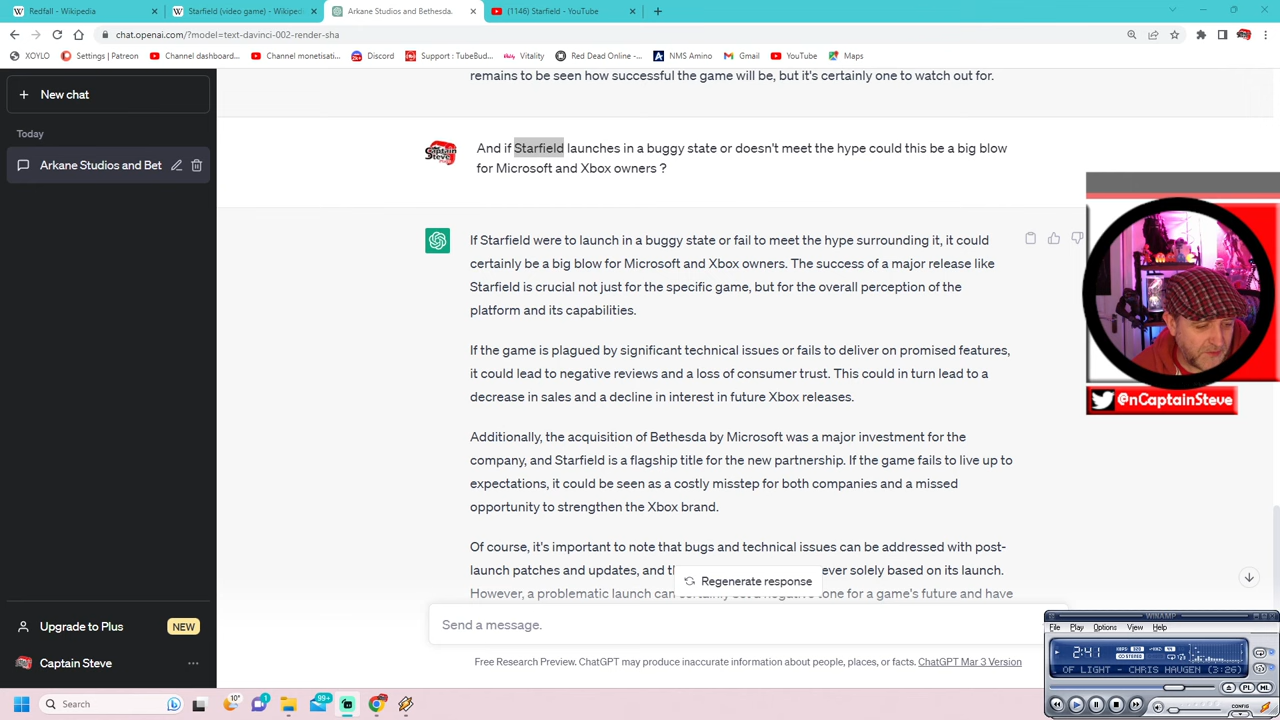 Redfall - Wikipedia
Starfield (video game) - Wikipedi
Arkane Studios and Bethesda.
(1146) Starfield - YouTube
chat.openai.com/?model=text-davinci-002-render-sha
XOYLO
Settings | Patreon
Channel dashboard...
Channel monetisati...
Discord
Support : TubeBud...
Vitality
Red Dead Online -...
NMS Amino
Gmail
YouTube
Maps
New chat
Today
Arkane Studios and Bet
remains to be seen how successful the game will be, but it's certainly one to watch out for.
Captain
Steve
And if Starfield launches in a buggy state or doesn't meet the hype could this be a big blow
for Microsoft and Xbox owners ?
If Starfield were to launch in a buggy state or fail to meet the hype surrounding it, it could
certainly be a big blow for Microsoft and Xbox owners. The success of a major release like
Starfield is crucial not just for the specific game, but for the overall perception of the
platform and its capabilities.
If the game is plagued by significant technical issues or fails to deliver on promised features,
it could lead to negative reviews and a loss of consumer trust. This could in turn lead to a
decrease in sales and a decline in interest in future Xbox releases.
Additionally, the acquisition of Bethesda by Microsoft was a major investment for the
company, and Starfield is a flagship title for the new partnership. If the game fails to live up to
expectations, it could be seen as a costly misstep for both companies and a missed
opportunity to strengthen the Xbox brand.
Of course, it's important to note that bugs and technical issues can be addressed with post-
launch patches and updates, and ever solely based on its launch.
However, a problematic launch can certainly tone for a game's future and have
Regenerate response
Send a message.
Free Research Preview. ChatGPT may produce inaccurate information about people, places, or facts. ChatGPT Mar 3 Version
@nCaptainSteve
Upgrade to Plus
NEW
Captain Steve
...
WINAMP
File Play Options View Help
2:41
STEREO
OF LIGHT - CHRIS HAUGEN (3:26)
PL ML
CONFIG
Search
10°
1
99+